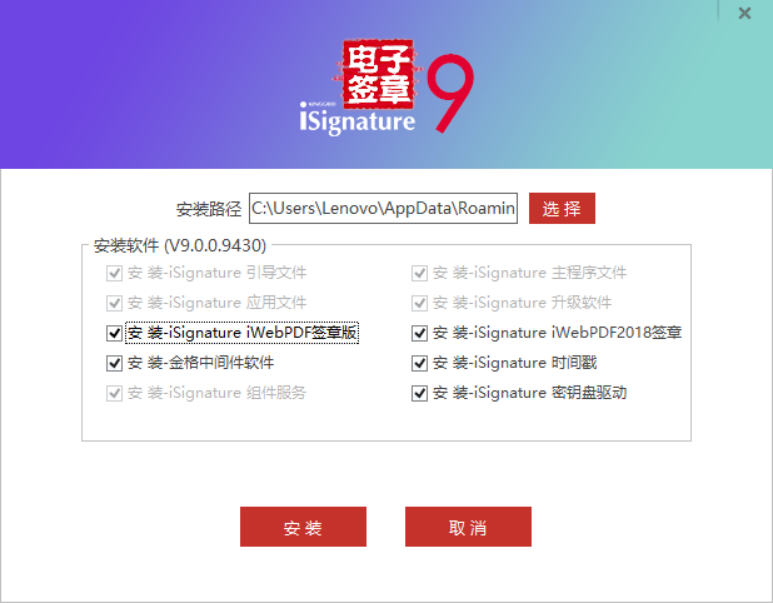 电子
签章
iSignature 9
安装路径 C:\Users\Lenovo\AppData\Roamin 选 择
安装软件 (V9.0.0.9430)
安 装-iSignature 引导文件 安 装-iSignature 主程序文件
安 装-iSignature 应用文件 安 装-iSignature 升级软件
安 装-iSignature iWebPDF签章版 安 装-iSignature iWebPDF2018签章
安 装-金格中间件软件 安 装-iSignature 时间戳
安 装-iSignature 组件服务 安 装-iSignature 密钥盘驱动
安 装 取 消